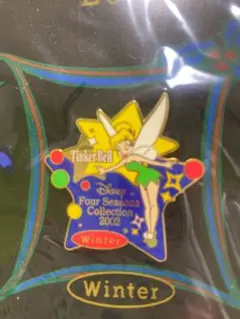 Tinker Bell
Disney
Four Seasons
Collection
2002
Winter
Winter